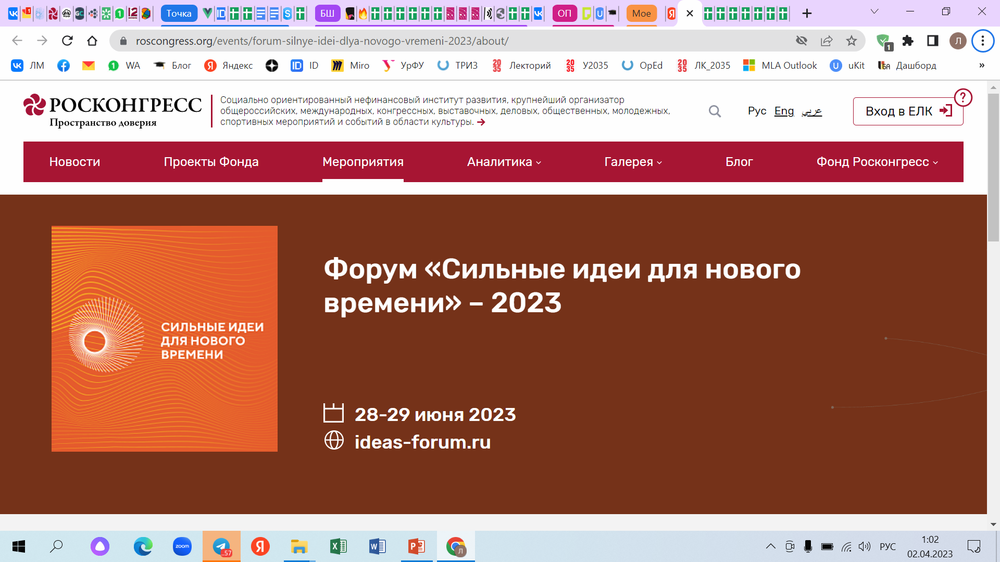 Точка
БШ
ОП
Мое
roscongress.org/events/forum-silnye-idei-dlya-novogo-vremeni-2023/about/
1
Л
ЛМ
WA
Блог
Яндекс
ID
Miro
УрФУ
ТРИЗ
Лекторий
У2035
OpEd
ЛК_2035
MLA Outlook
uKit
Дашборд
»
РОСКОНГРЕСС
Пространство доверия
Социально ориентированный нефинансовый институт развития, крупнейший организатор
общероссийских, международных, конгрессных, выставочных, деловых, общественных, молодежных,
спортивных мероприятий и событий в области культуры.
Рус Eng عربي
Вход в ЕЛК
?
Новости
Проекты Фонда
Мероприятия
Аналитика
Галерея
Блог
Фонд Росконгресс
СИЛЬНЫЕ ИДЕИ
ДЛЯ НОВОГО
ВРЕМЕНИ
Форум «Сильные идеи для нового
времени» – 2023
28-29 июня 2023
ideas-forum.ru
zoom
РУС
1:02
02.04.2023